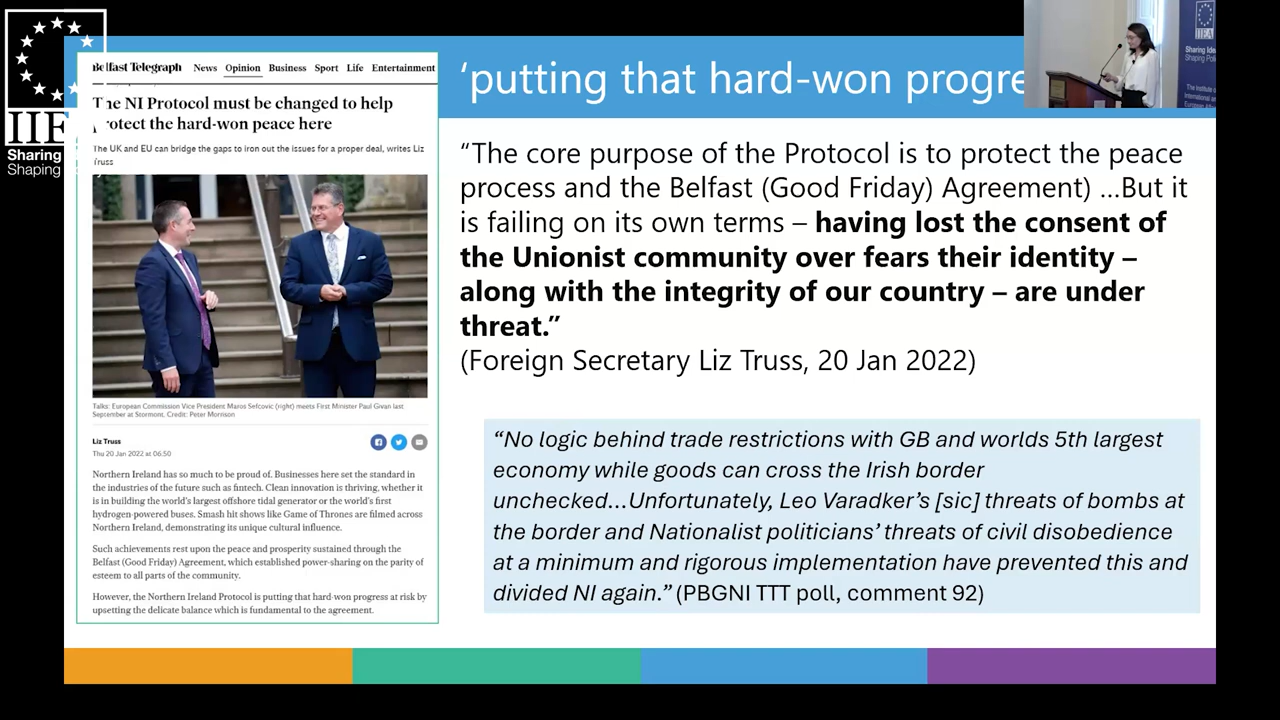 IIE
Sharing
Shaping
Belfast Telegraph News Opinion Business Sport Life Entertainment
The NI Protocol must be changed to help
protect the hard-won peace here
The UK and EU can bridge the gaps to iron out the issues for a proper deal, writes Liz
Truss
Talks: European Commission Vice President Maros Sefcovic (right) meets First Minister Paul Givan last
September at Stormont, Credit: Peter Morrison
Liz Truss
Thu 20 Jan 2022 at 06:50
Northern Ireland has so much to be proud of. Businesses here set the standard in
the industries of the future such as fintech. Clean innovation is thriving, whether it
is in building the world's largest offshore tidal generator or the world's first
hydrogen-powered buses. Smash hit shows like Game of Thrones are filmed across
Northern Ireland, demonstrating its unique cultural influence.
Such achievements rest upon the peace and prosperity sustained through the
Belfast (Good Friday) Agreement, which established power-sharing on the parity of
esteem to all parts of the community.
However, the Northern Ireland Protocol is putting that hard-won progress at risk by
upsetting the delicate balance which is fundamental to the agreement.
‘putting that hard-won progre
“The core purpose of the Protocol is to protect the peace
process and the Belfast (Good Friday) Agreement) …But it
is failing on its own terms – having lost the consent of
the Unionist community over fears their identity –
along with the integrity of our country – are under
threat.”
(Foreign Secretary Liz Truss, 20 Jan 2022)
“No logic behind trade restrictions with GB and worlds 5th largest
economy while goods can cross the Irish border
unchecked…Unfortunately, Leo Varadker’s [sic] threats of bombs at
the border and Nationalist politicians’ threats of civil disobedience
at a minimum and rigorous implementation have prevented this and
divided NI again.” (PBGNI TTT poll, comment 92)
IIEA
Sharing Ide
Shaping Pol
The Institute of
International a
European Affa